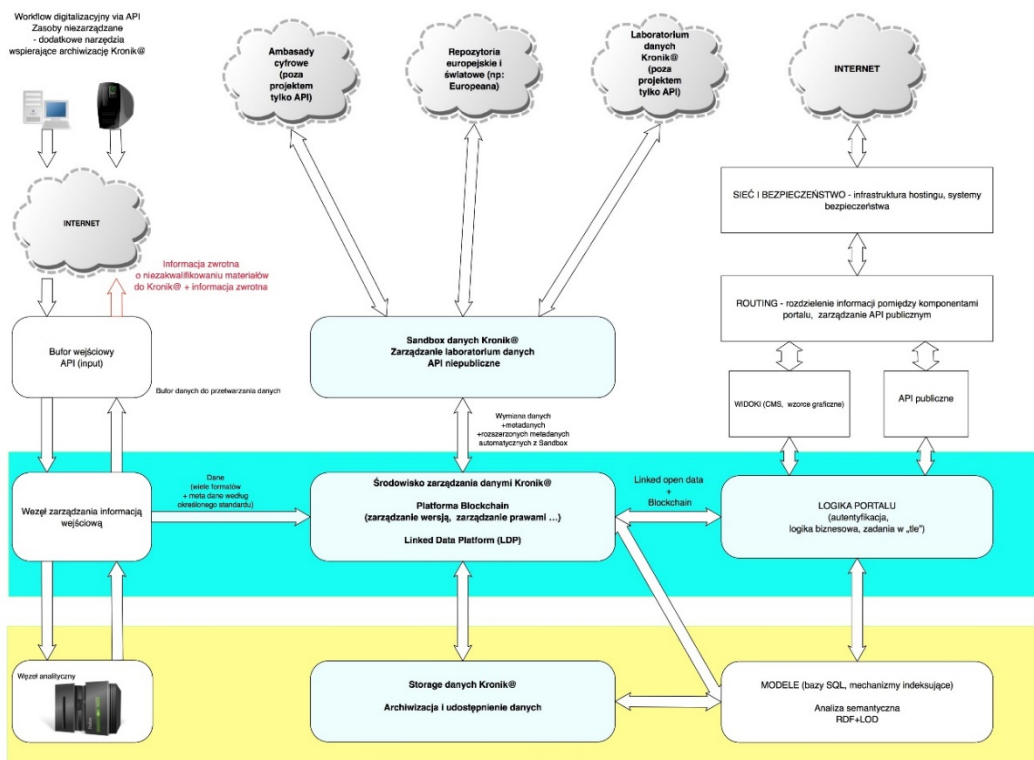 Workflow digitalizacyjny via API
Zasoby niezarządzane
- dodatkowe narzędzia
wspierające archiwizację Kronik@
INTERNET
Informacja zwrotna
o niezakwalifikowaniu materiałów
do Kronik@ + informacja zwrotna
Bufor wejściowy
API (input)
Bufor danych do przetwarzania danych
Węzeł zarządzania informacją
wejściową
Dane
(wiele formatów
+ meta dane według
określonego standardu)
Węzeł analityczny
Ambasady
cyfrowe
(poza
projektem
tylko API)
Repozytoria
europejskie i
światowe (np:
Europeana)
Laboratorium
danych
Kronik@
(poza
projektem
tylko API)
Sandbox danych Kronik@
Zarządzanie laboratorium danych
API niepubliczne
Wymiana danych
+metadanych
+rozszerzonych metadanych
automatycznych z Sandbox
Środowisko zarządzania danymi Kronik@
Platforma Blockchain
(zarządzanie wersją, zarządzanie prawami ...)
Linked Data Platform (LDP)
Storage danych Kronik@
Archiwizacja i udostępnienie danych
Linked open data
+
Blockchain
INTERNET
SIEĆ I BEZPIECZEŃSTWO - infrastruktura hostingu, systemy
bezpieczeństwa
ROUTING - rozdzielenie informacji pomiędzy komponentami
portalu, zarządzanie API publicznym
WIDOKI (CMS, wzorce graficzne)
API publiczne
LOGIKA PORTALU
(autentyfikacja,
logika biznesowa, zadania w „tle”)
MODELE (bazy SQL, mechanizmy indeksujące)
Analiza semantyczna
RDF+LOD